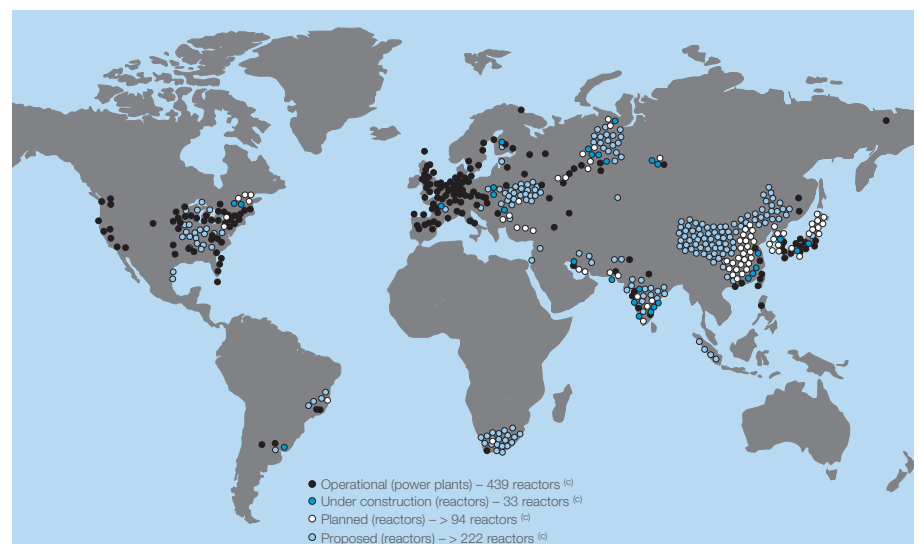 Operational (power plants) – 439 reactors (c)
Under construction (reactors) – 33 reactors (c)
Planned (reactors) – > 94 reactors (c)
Proposed (reactors) – > 222 reactors (c)